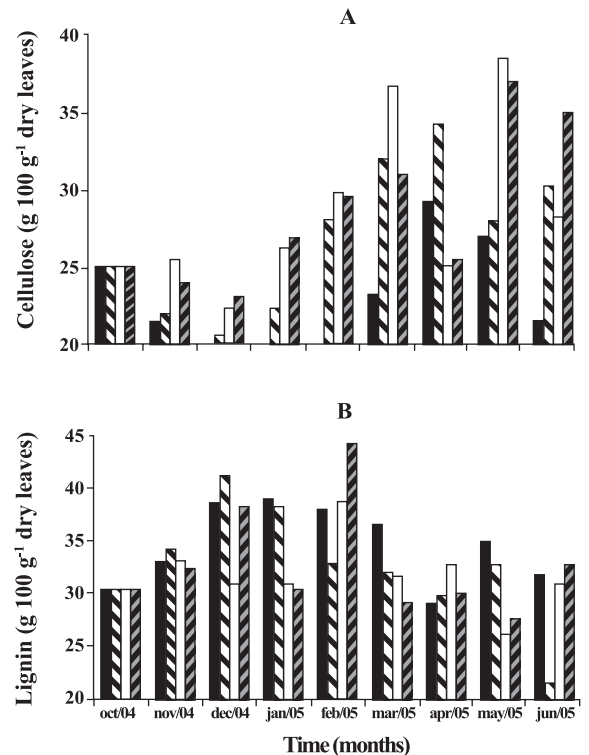 A
Cellulose (g 100 g-1 dry leaves)
40
35
30
25
20
B
Lignin (g 100 g-1 dry leaves)
45
40
35
30
25
20
oct/04 nov/04 dec/04 jan/05 feb/05 mar/05 apr/05 may/05 jun/05
Time (months)